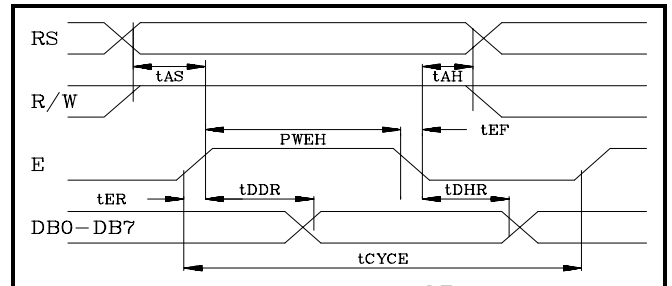 RS
tAS
tAH
R/W
tEF
PWEH
E
tER
tDDR
tDHR
DB0-DB7
tCYCE